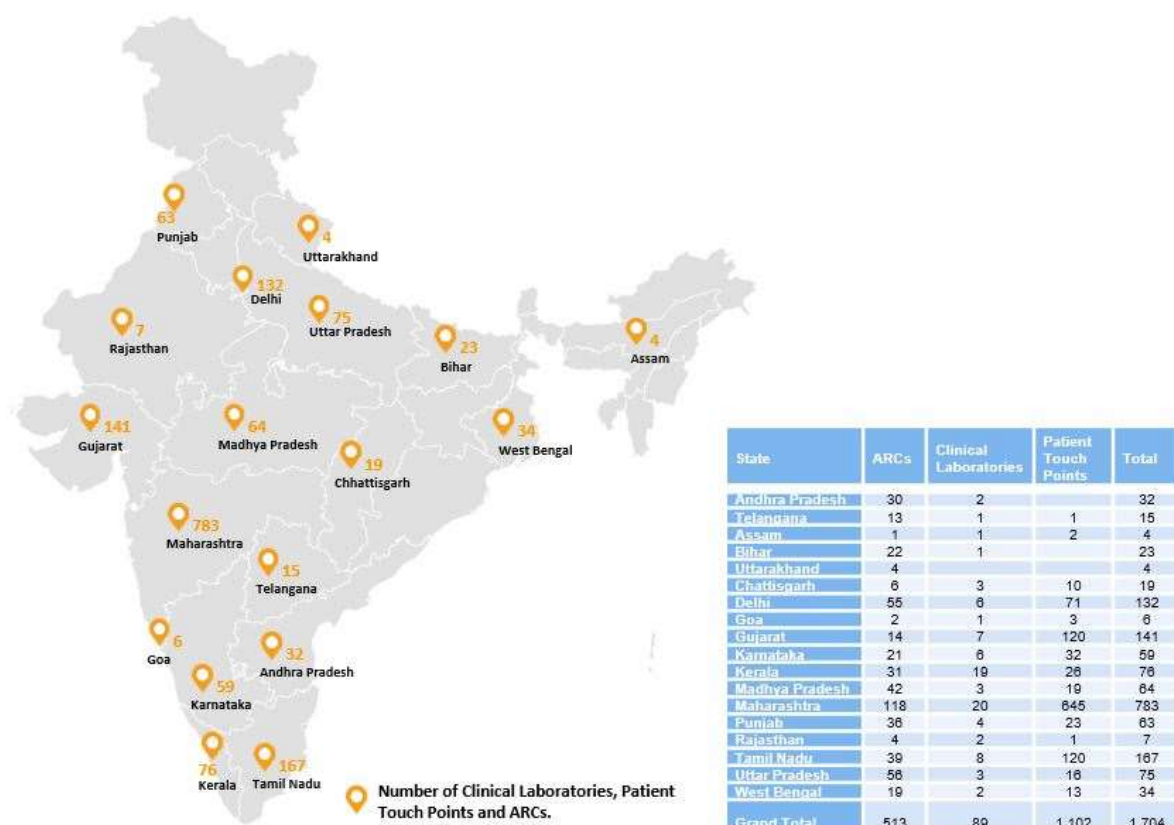 63
Punjab
4
Uttarakhand
132
Delhi
75
Uttar Pradesh
7
Rajasthan
23
Bihar
4
Assam
141
Gujarat
64
Madhya Pradesh
34
West Bengal
19
Chhattisgarh
783
Maharashtra
15
Telangana
6
Goa
32
Andhra Pradesh
59
Karnataka
76
Kerala
167
Tamil Nadu
Number of Clinical Laboratories, Patient
Touch Points and ARCs.
State ARCs Clinical Laboratories Patient Touch Points Total
Andhra Pradesh 30 2 32
Telangana 13 1 1 15
Assam 1 1 2 4
Bihar 22 1 23
Uttarakhand 4 4
Chattisgarh 6 3 10 19
Delhi 55 6 71 132
Goa 2 1 3 6
Gujarat 14 7 120 141
Karnataka 21 6 32 59
Kerala 31 19 26 76
Madhya Pradesh 42 3 19 64
Maharashtra 118 20 645 783
Punjab 36 4 23 63
Rajasthan 4 2 1 7
Tamil Nadu 39 8 120 167
Uttar Pradesh 56 3 16 75
West Bengal 19 2 13 34
Grand Total 513 89 1,102 1,704